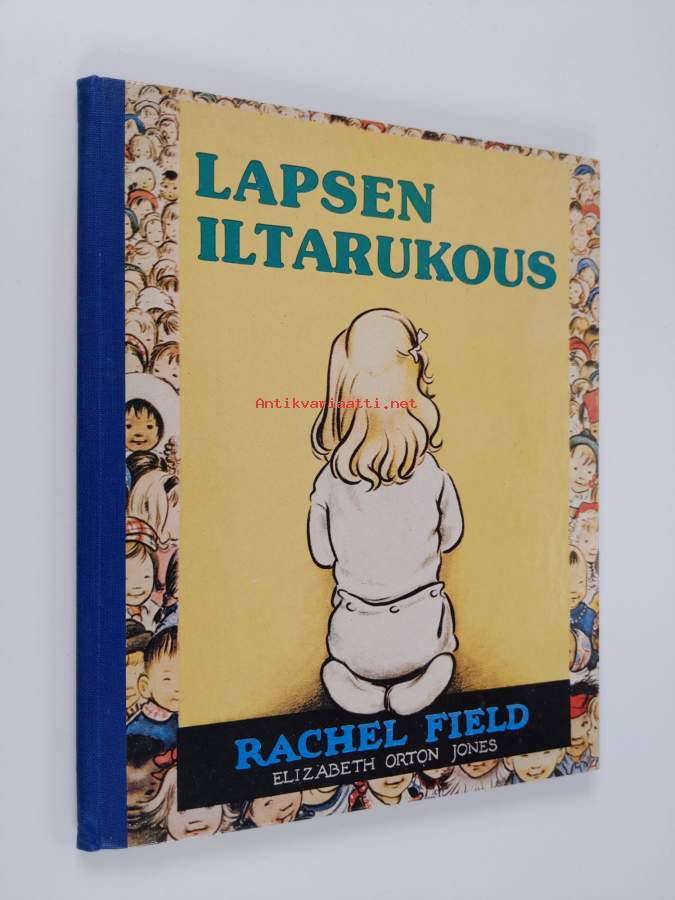 LAPSEN
ILTARUKOUS
Antikvariaatti.net
RACHEL FIELD
ELIZABETH ORTON JONES